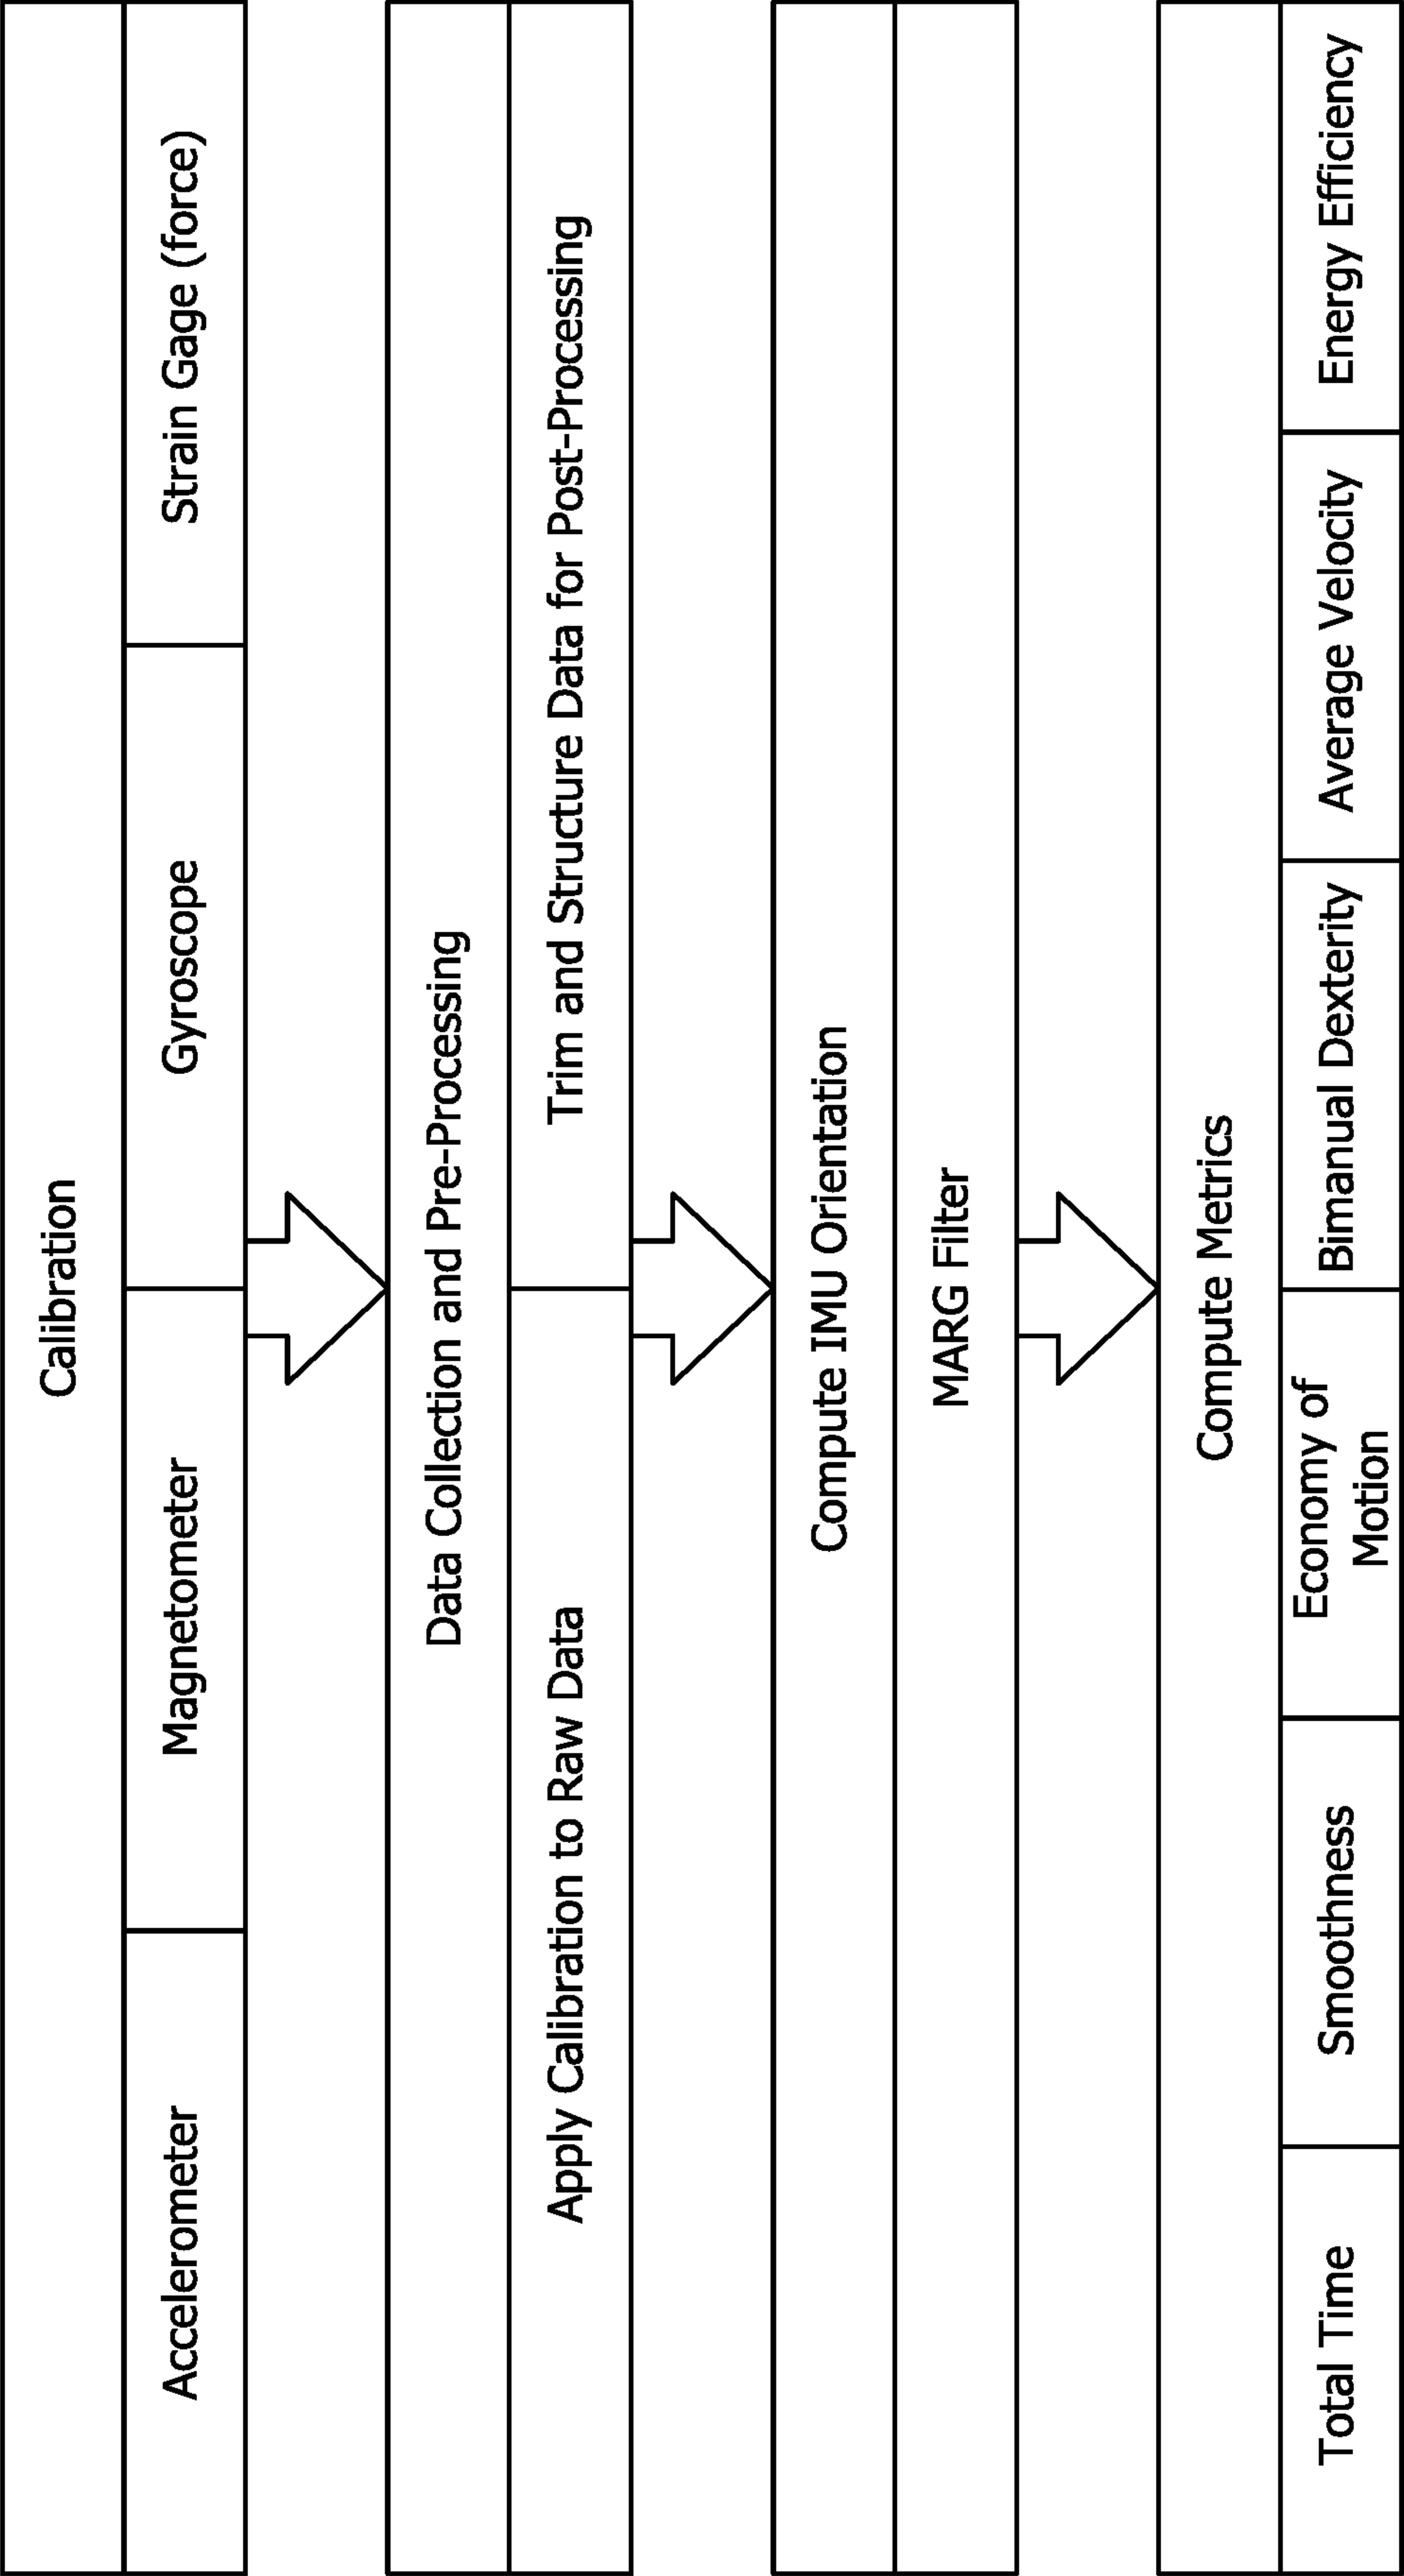 Calibration
Accelerometer
Magnetometer
Gyroscope
Strain Gage (force)
Data Collection and Pre-Processing
Apply Calibration to Raw Data
Trim and Structure Data for Post-Processing
Compute IMU Orientation
MARG Filter
Compute Metrics
Total Time
Smoothness
Economy of
Motion
Bimanual Dexterity
Average Velocity
Energy Efficiency